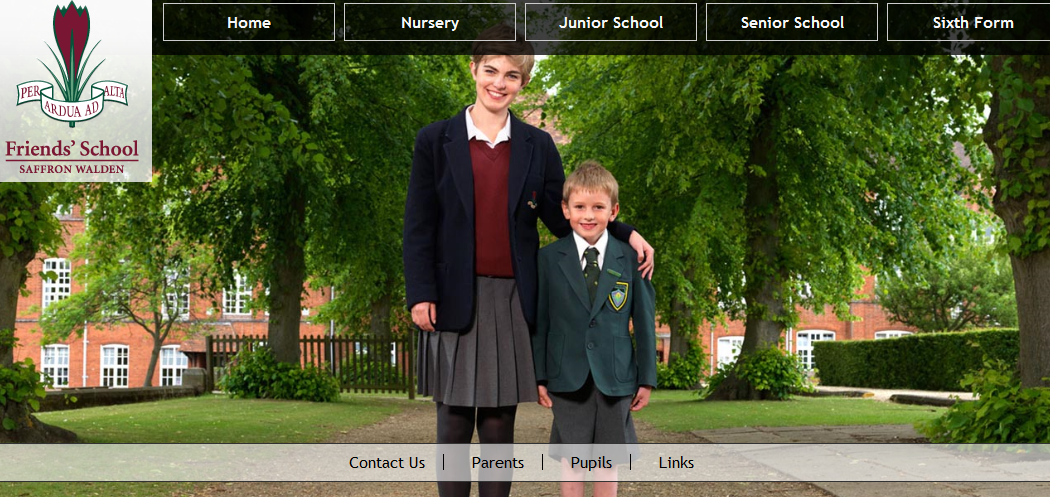 Home
Nursery
Junior School
Senior School
Sixth Form
PER ARDUA AD ALTA
Friends' School
SAFFRON WALDEN
Contact Us
Parents
Pupils
Links